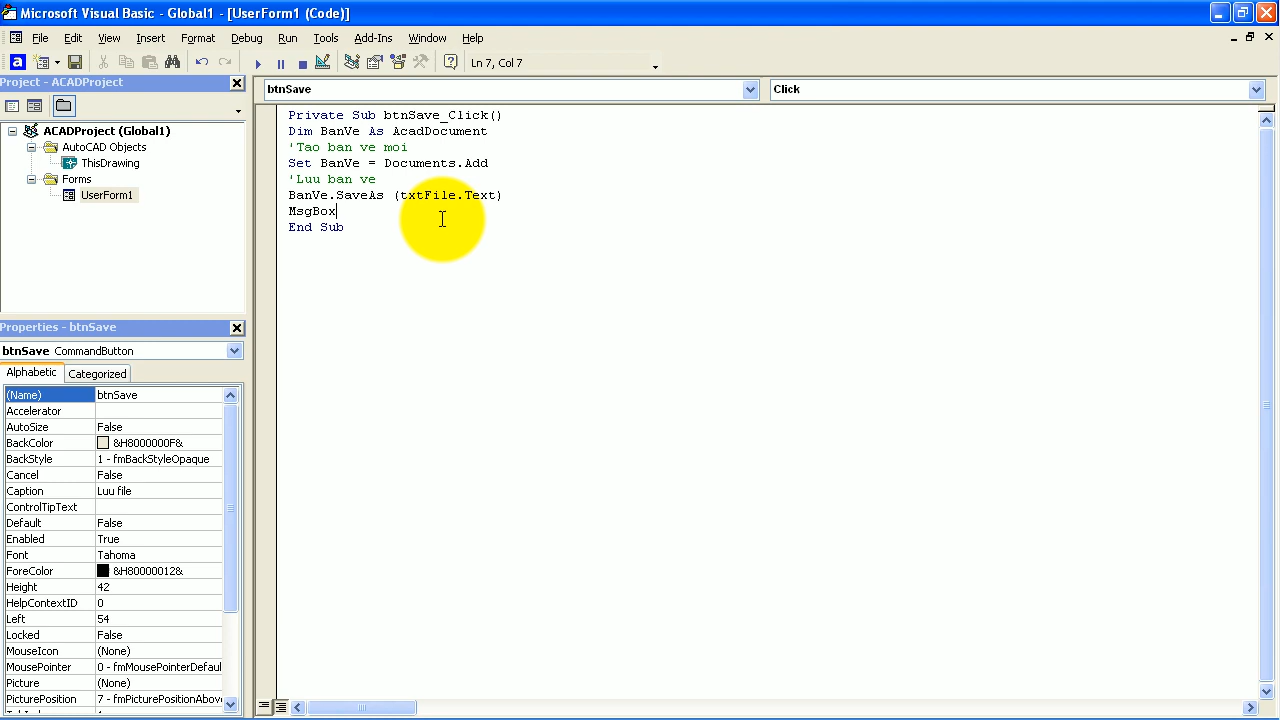 Microsoft Visual Basic - Global1 - [UserForm1 (Code)]
File Edit View Insert Format Debug Run Tools Add-Ins Window Help
a Ln 7, Col 7
Project - ACADProject
btnSave Click
ACADProject (Global1)
AutoCAD Objects
ThisDrawing
Forms
UserForm1
Private Sub btnSave_Click()
Dim BanVe As AcadDocument
'Tao ban ve moi
Set BanVe = Documents.Add
'Luu ban ve
BanVe.SaveAs (txtFile.Text)
MsgBox
End Sub
Properties - btnSave
btnSave CommandButton
Alphabetic Categorized
(Name) btnSave
Accelerator
AutoSize False
BackColor &H8000000F&
BackStyle 1 - fmBackStyleOpaque
Cancel False
Caption Luu file
ControlTipText
Default False
Enabled True
Font Tahoma
ForeColor &H80000012&
Height 42
HelpContextID 0
Left 54
Locked False
MouseIcon (None)
MousePointer 0 - fmMousePointerDefaul
Picture (None)
PicturePosition 7 - fmPicturePositionAbov